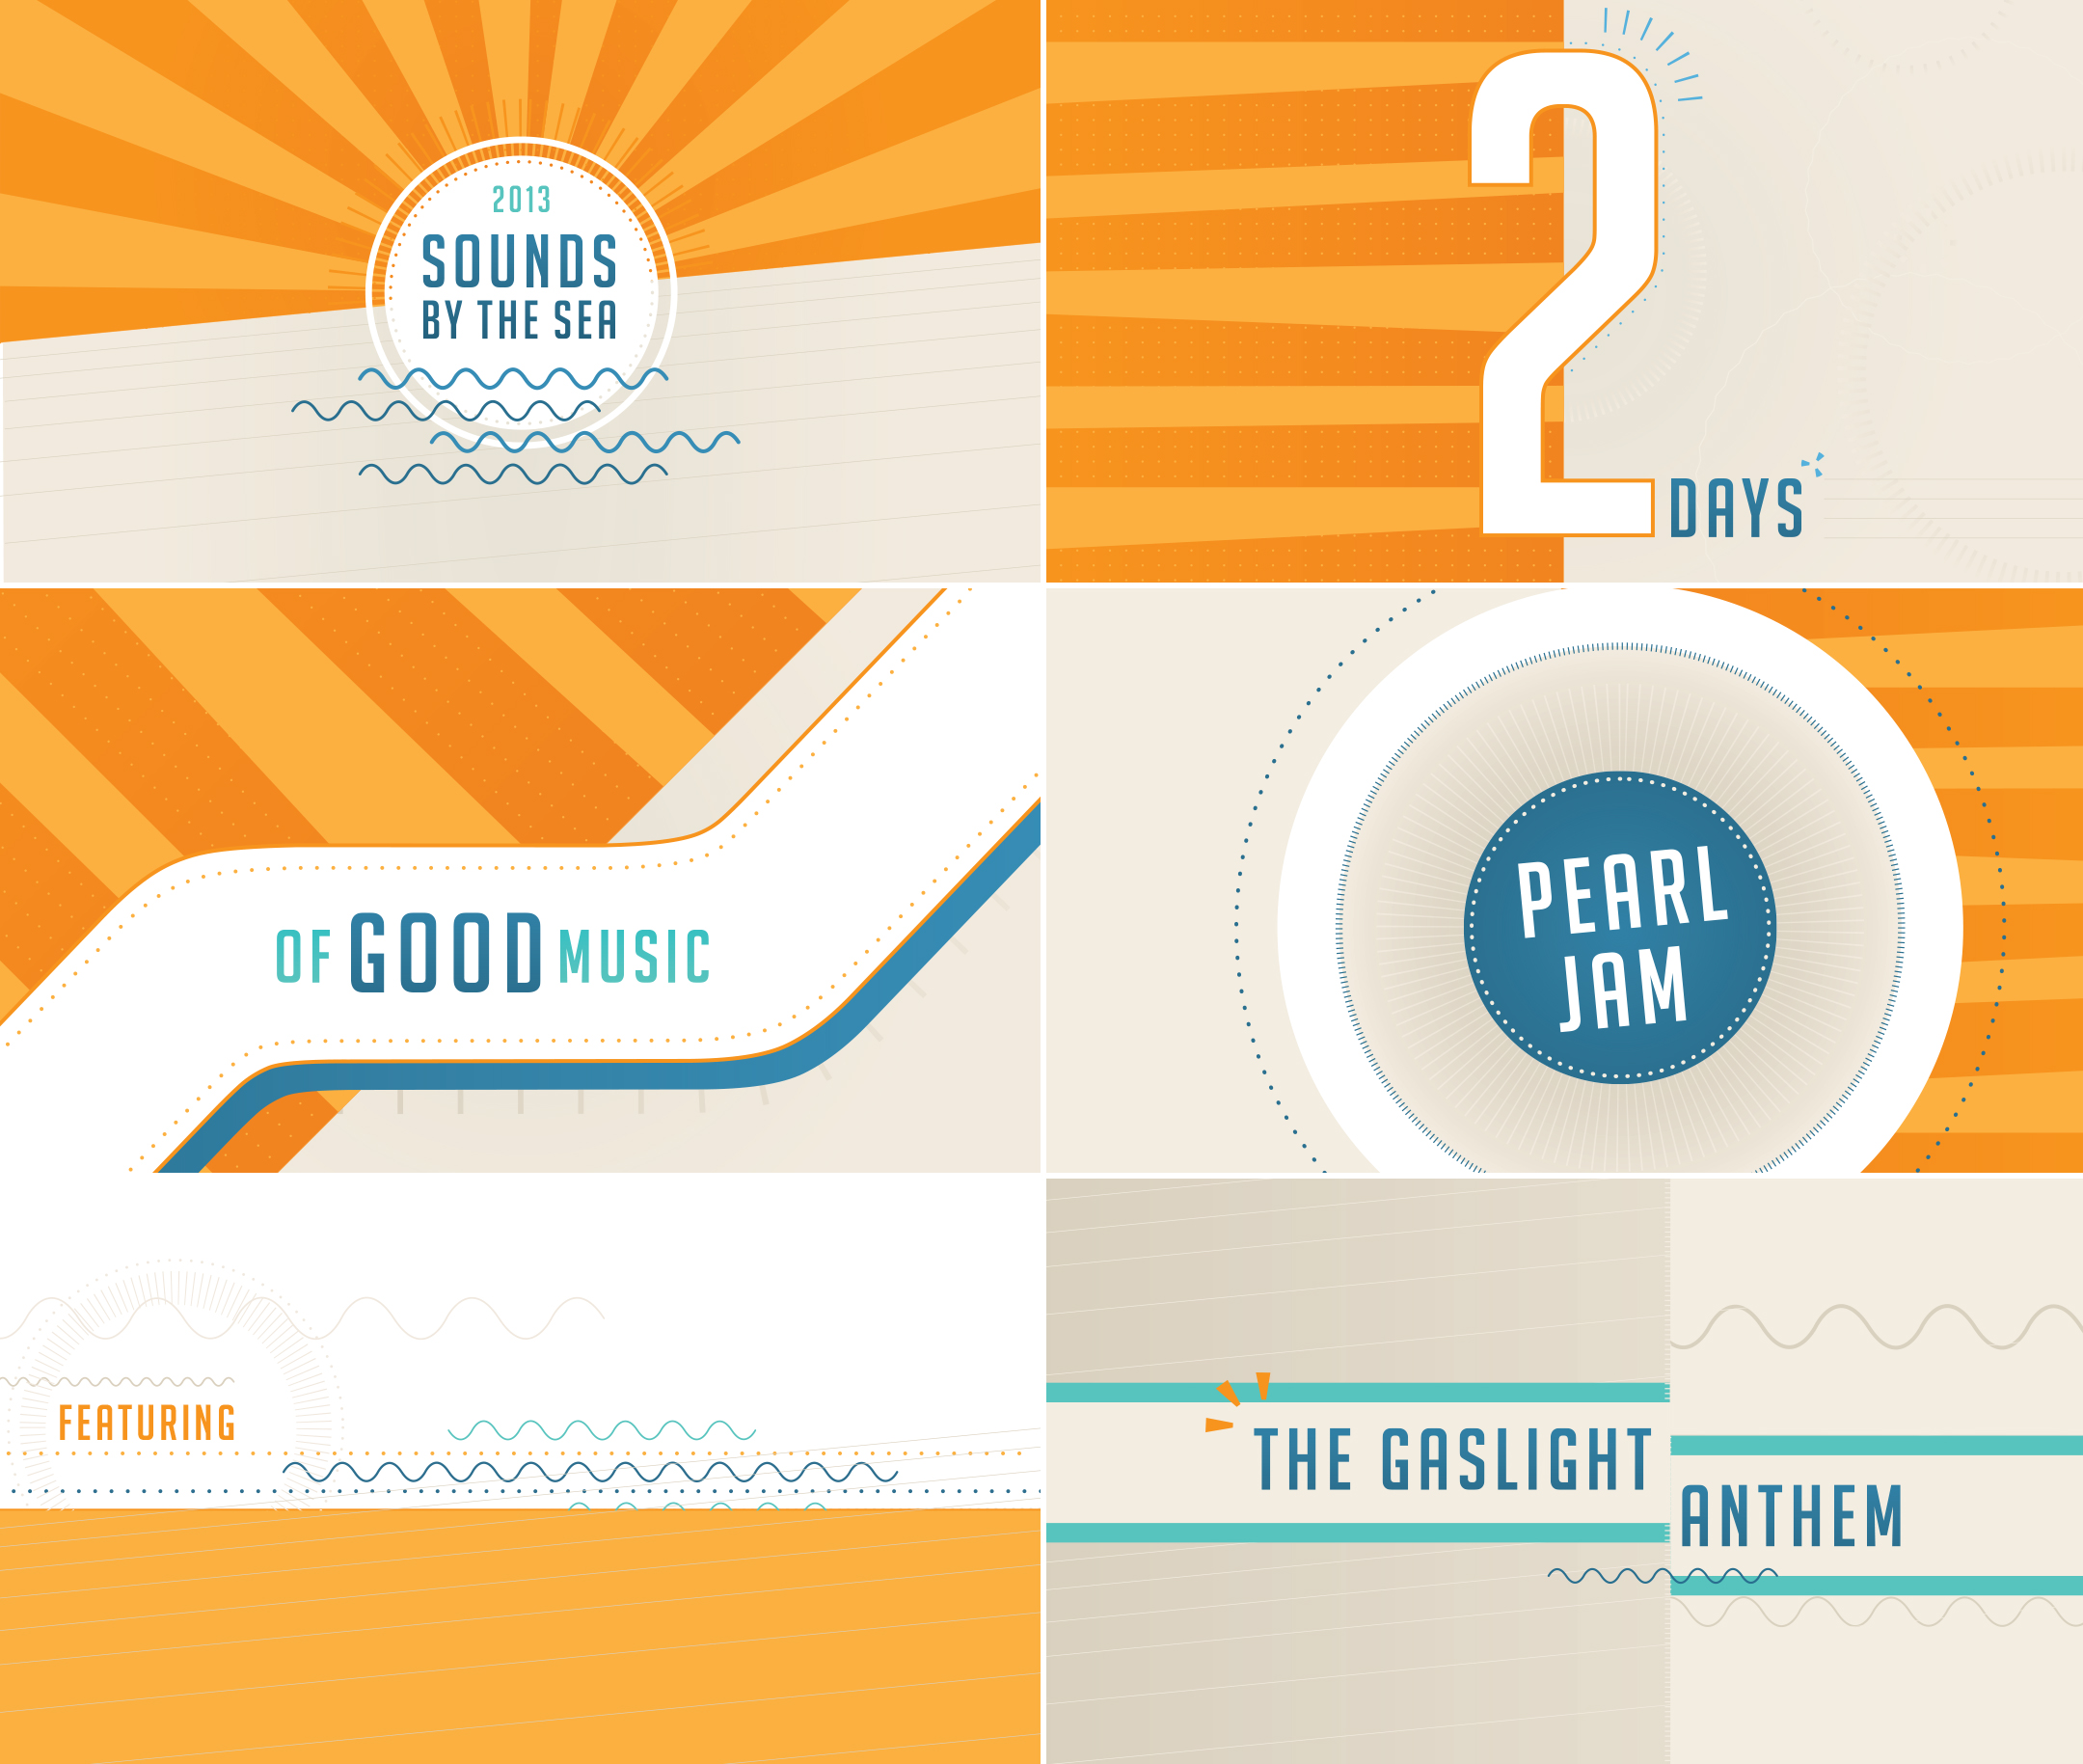 2013
SOUNDS
BY THE SEA
2
DAYS
OF GOOD MUSIC
PEARL
JAM
FEATURING
THE GASLIGHT
ANTHEM